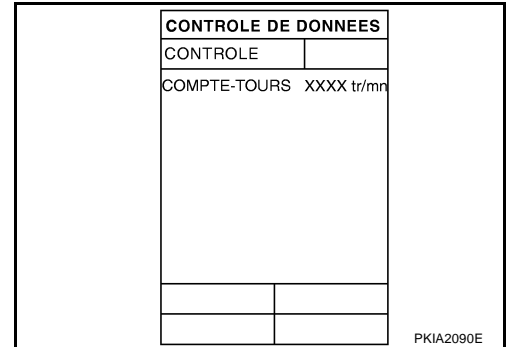 CONTROLE DE DONNEES
CONTROLE
COMPTE-TOURS XXXX tr/mn
PKIA2090E